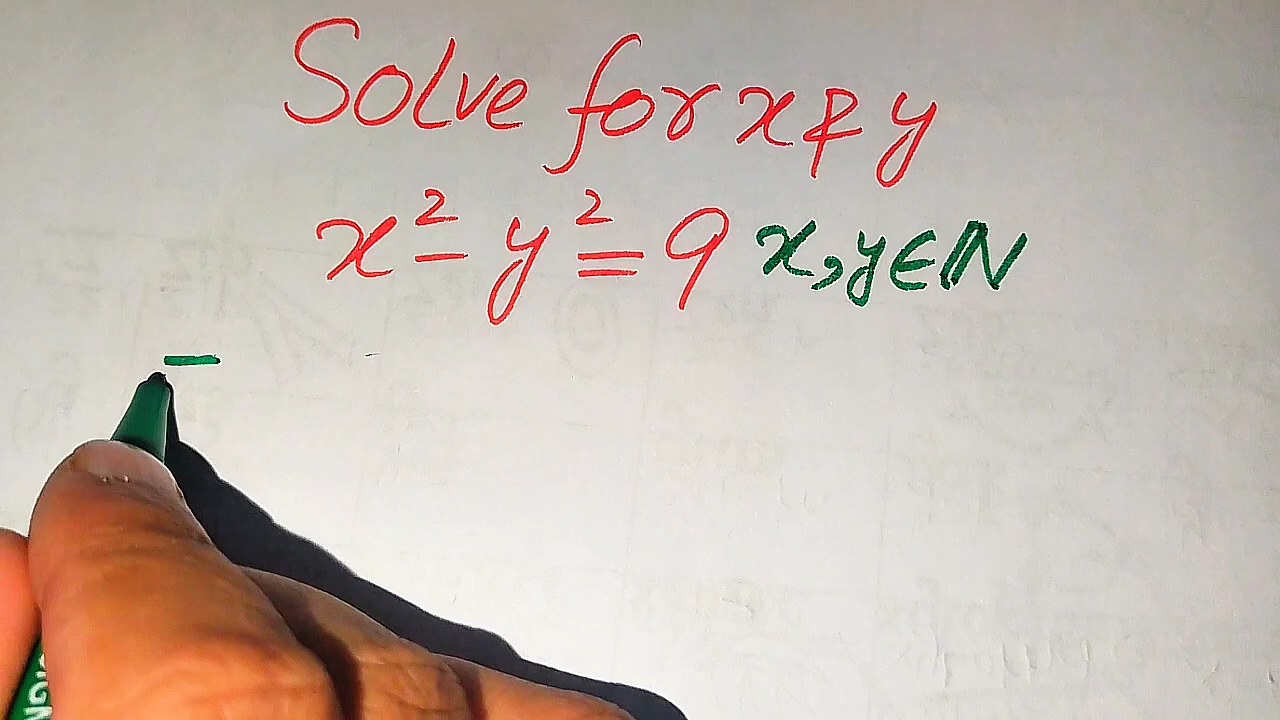 Solve for x & y
x² - y² = 9 x, y ∈ ℕ